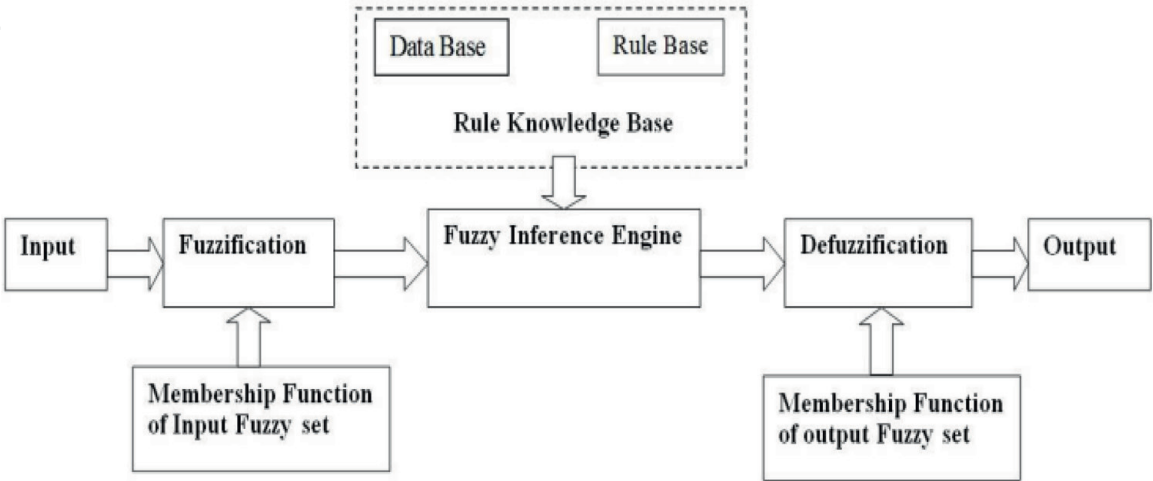 Data Base
Rule Base
Rule Knowledge Base
Input
Fuzzification
Fuzzy Inference Engine
Defuzzification
Output
Membership Function
of Input Fuzzy set
Membership Function
of output Fuzzy set